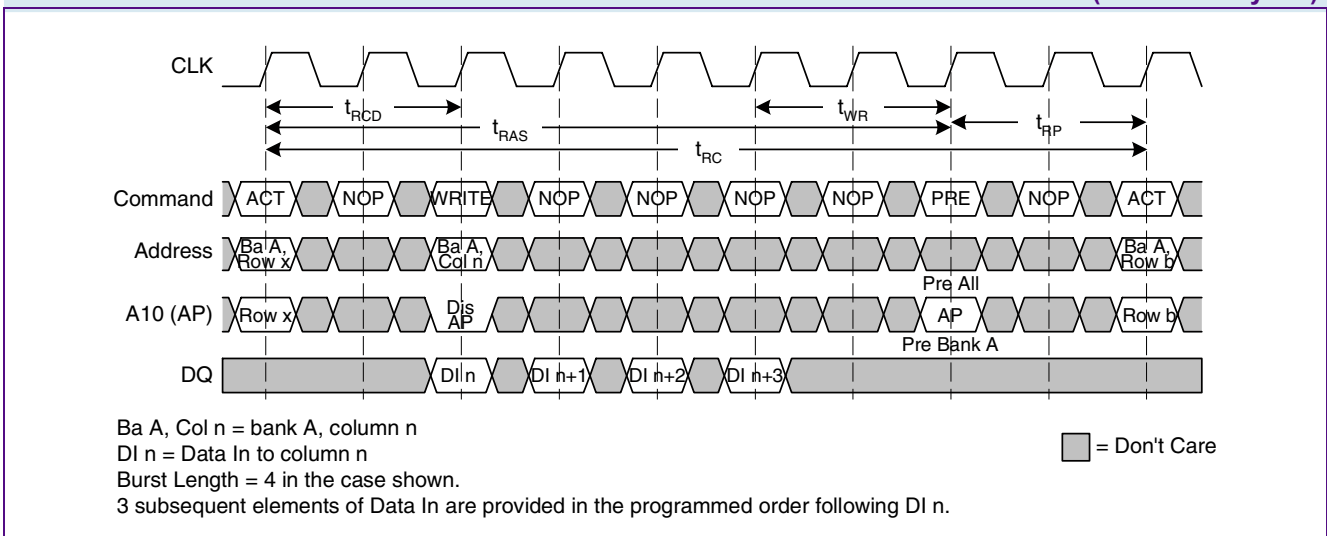 CLK
tRCD
tWR
tRAS
tRP
tRC
Command ACT NOP WRITE NOP NOP NOP NOP PRE NOP ACT
Address Ba A, Row x Ba A, Col n Ba A, Row b
Pre All
A10 (AP) Row x Dis AP AP Row b
Pre Bank A
DQ DI n DI n+1 DI n+2 DI n+3
Ba A, Col n = bank A, column n
DI n = Data In to column n
= Don't Care
Burst Length = 4 in the case shown.
3 subsequent elements of Data In are provided in the programmed order following DI n.